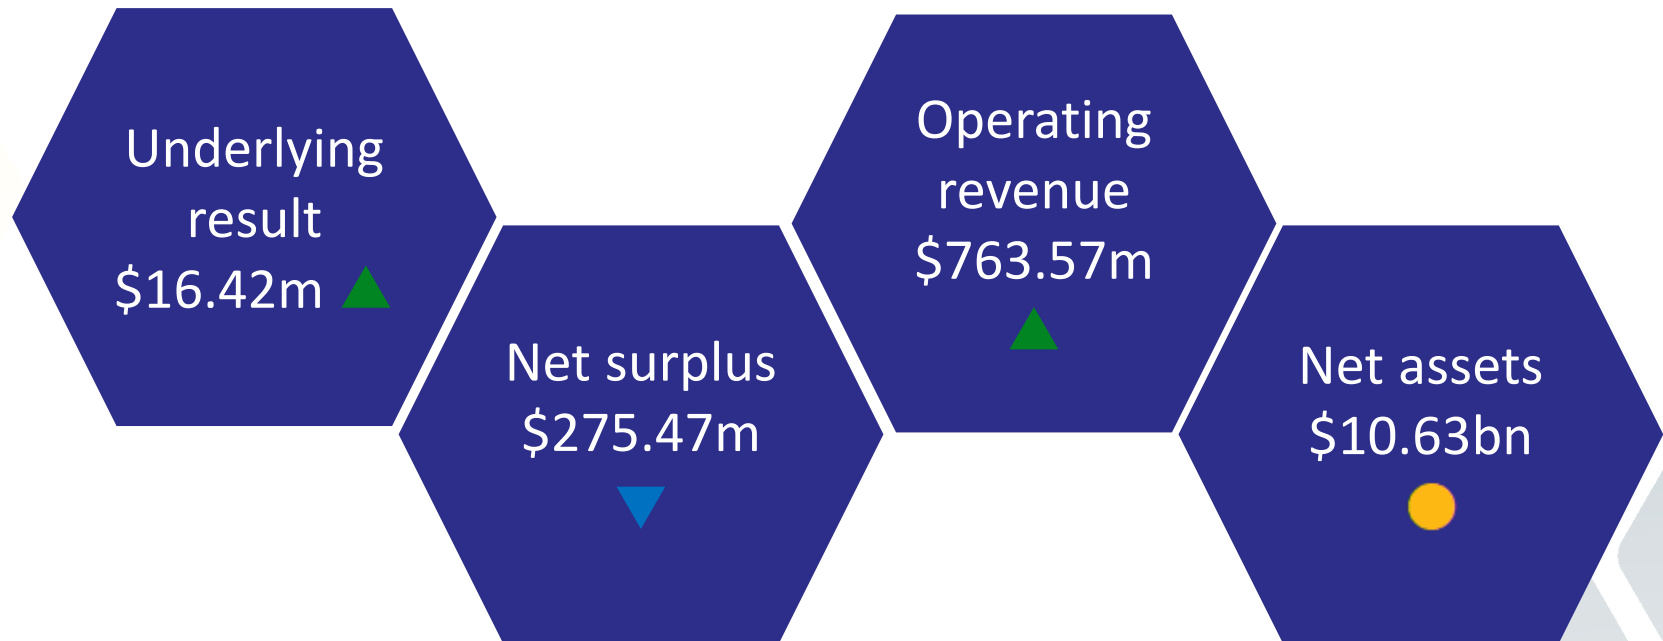 Underlying
result
$16.42m
Net surplus
$275.47m
Operating
revenue
$763.57m
Net assets
$10.63bn